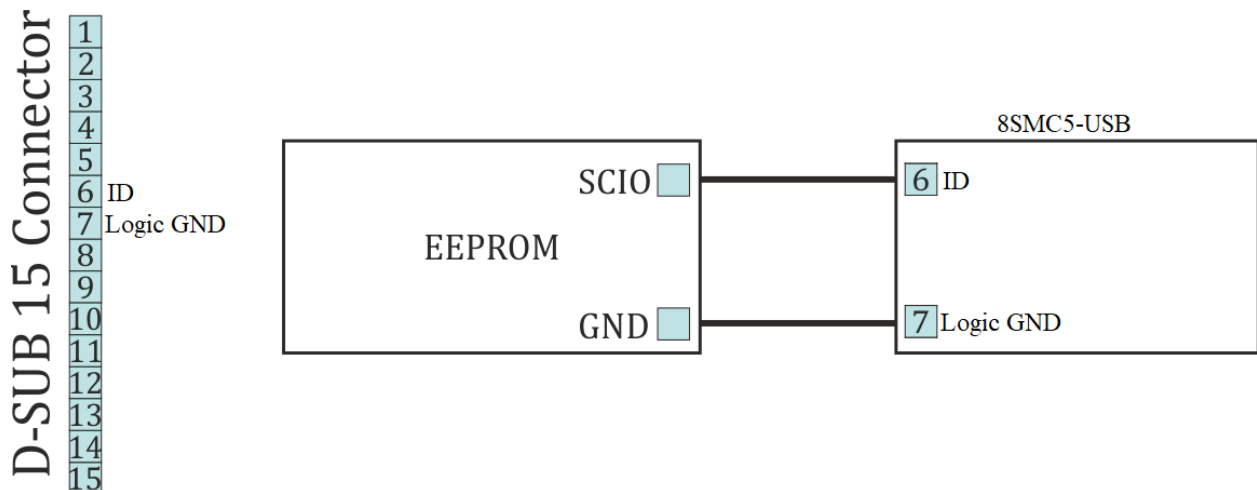 D-SUB 15 Connector
1
2
3
4
5
6 ID
7 Logic GND
8
9
10
11
12
13
14
15
8SMC5-USB
SCIO
6 ID
EEPROM
GND
7 Logic GND